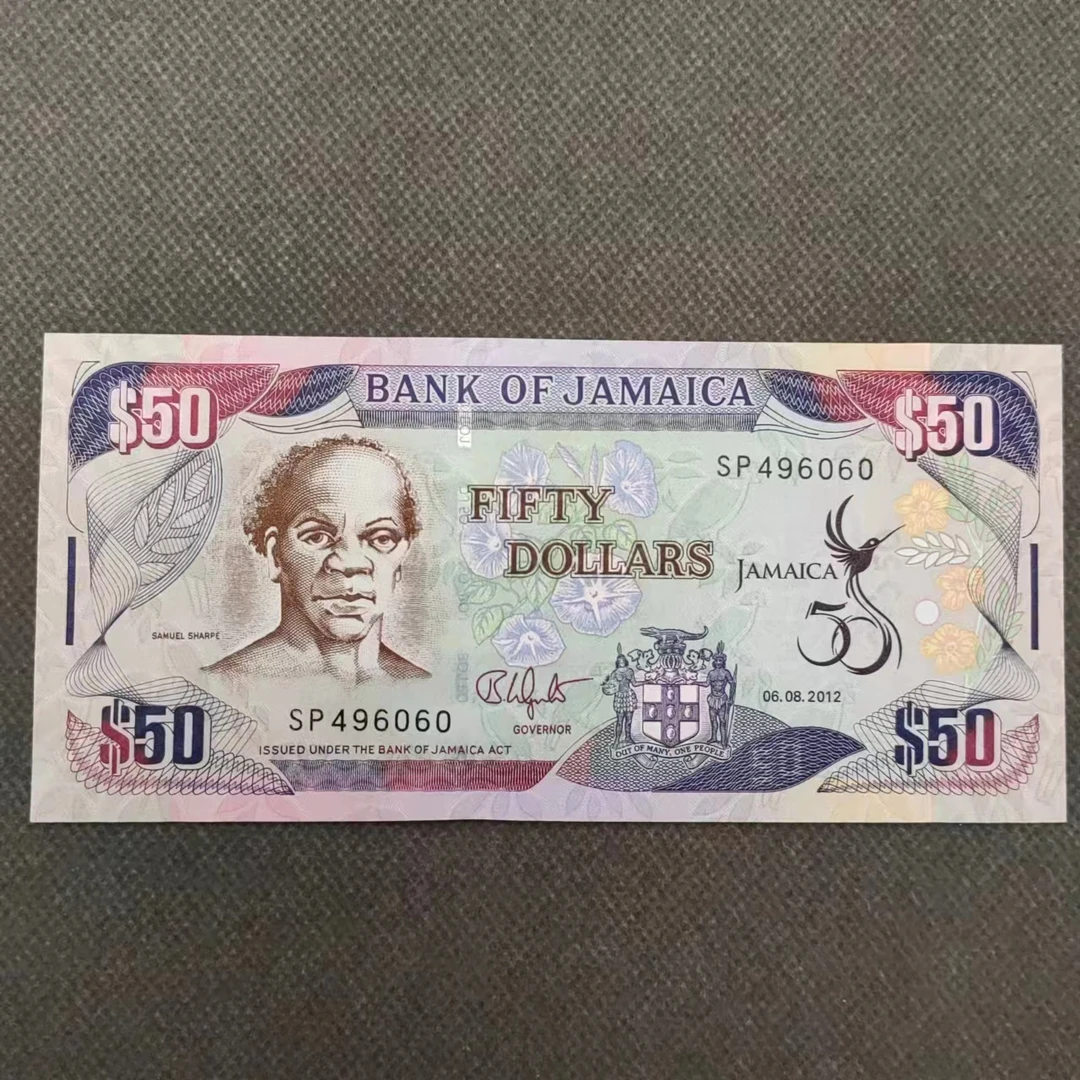 BANK OF JAMAICA
$50
$50
SP496060
FIFTY
DOLLARS
JAMAICA
50
SAMUEL SHARPE
06.08.2012
SP496060
GOVERNOR
OUT OF MANY, ONE PEOPLE
ISSUED UNDER THE BANK OF JAMAICA ACT
$50
$50